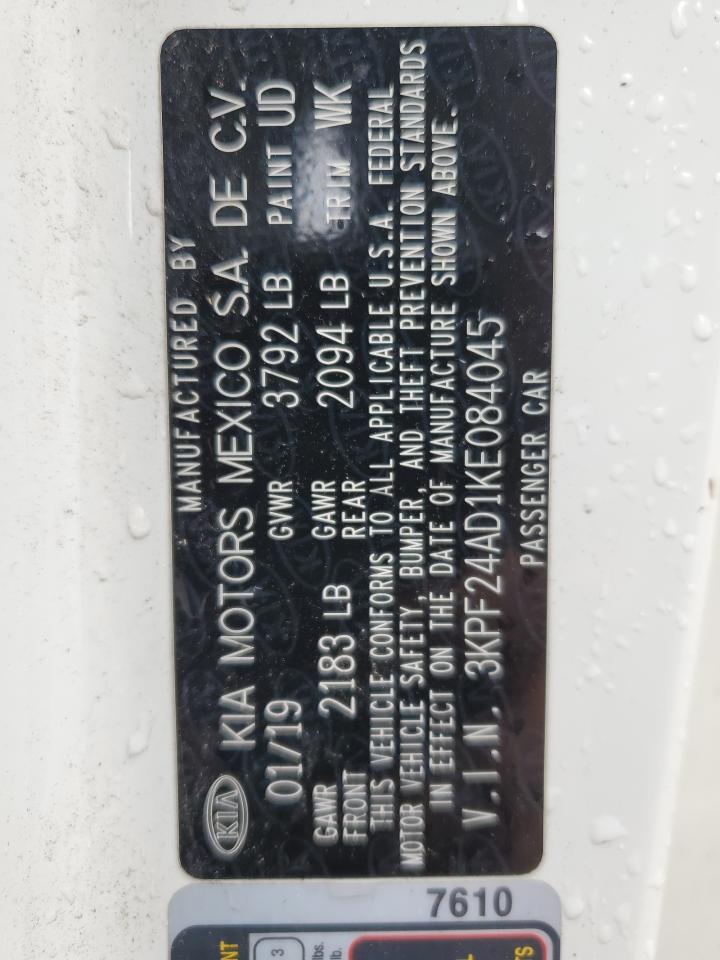 MANUFACTURED BY
KIA KIA MOTORS MEXICO S.A. DE C.V.
01/19 GVWR 3792 LB PAINT UD
GAWR FRONT 2183 LB GAWR REAR 2094 LB TRIM WK
THIS VEHICLE CONFORMS TO ALL APPLICABLE U.S.A. FEDERAL
MOTOR VEHICLE SAFETY, BUMPER, AND THEFT PREVENTION STANDARDS
IN EFFECT ON THE DATE OF MANUFACTURE SHOWN ABOVE.
V.I.N. 3KPF24AD1KE084045
PASSENGER CAR
7610
3
lbs.